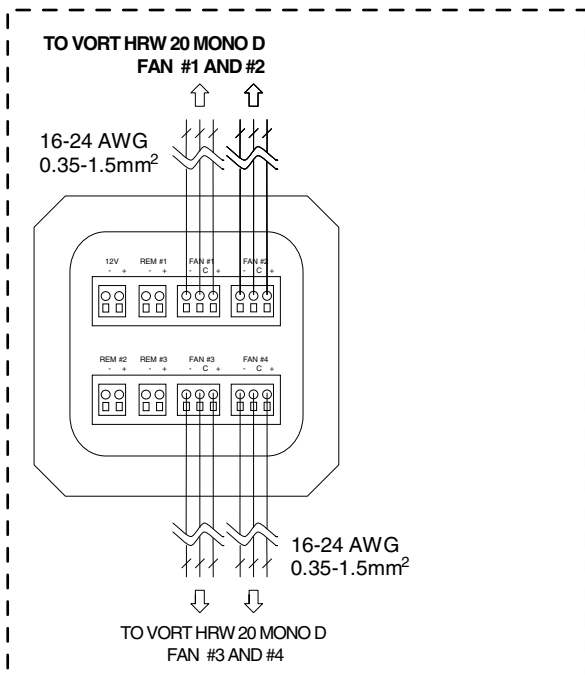 TO VORT HRW 20 MONO D
FAN #1 AND #2
16-24 AWG
0.35-1.5mm²
12V REM #1 FAN #1 FAN #2
- + - + - C + - C +
REM #2 REM #3 FAN #3 FAN #4
- + - + - C + - C +
16-24 AWG
0.35-1.5mm²
TO VORT HRW 20 MONO D
FAN #3 AND #4